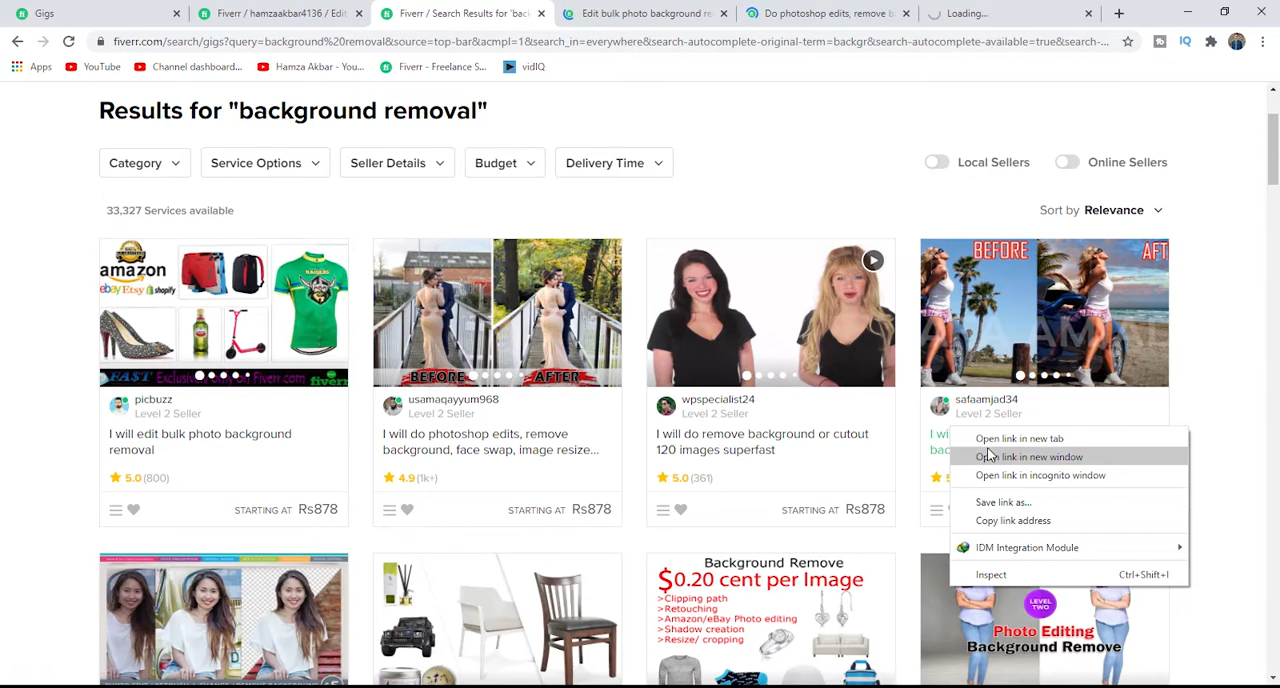 Gigs
Fiverr / hamzaakbar4136 / Edit
Fiverr / Search Results for 'bac
Edit bulk photo background re
Do photoshop edits, remove b
Loading...
fiverr.com/search/gigs?query=background%20removal&source=top-bar&acmpl=1&search_in=everywhere&search-autocomplete-original-term=backgr&search-autocomplete-available=true&search-...
Apps
YouTube
Channel dashboard...
Hamza Akbar - You...
Fiverr - Freelance S...
vidIQ
Results for "background removal"
Category
Service Options
Seller Details
Budget
Delivery Time
Local Sellers
Online Sellers
33,327 Services available
Sort by Relevance
amazon
ebay Etsy shopify
RAIDERS
FAST Exclusively on Fiverr.com fiverr
BEFORE
AFTER
BEFORE
AFT
picbuzz
Level 2 Seller
I will edit bulk photo background
removal
5.0 (800)
STARTING AT Rs878
usamaqayyum968
Level 2 Seller
I will do photoshop edits, remove
background, face swap, image resize...
4.9 (1k+)
STARTING AT Rs878
wpspecialist24
Level 2 Seller
I will do remove background or cutout
120 images superfast
5.0 (361)
STARTING AT Rs878
safaamjad34
Level 2 Seller
I wi
bac
5
Open link in new tab
Open link in new window
Open link in incognito window
Save link as...
Copy link address
IDM Integration Module
Inspect
Ctrl+Shift+I
Background Remove
$0.20 cent per Image
>Clipping path
>Retouching
>Amazon/eBay Photo editing
>Shadow creation
>Resize/ cropping
LEVEL
TWO
Photo Editing
Background Remove